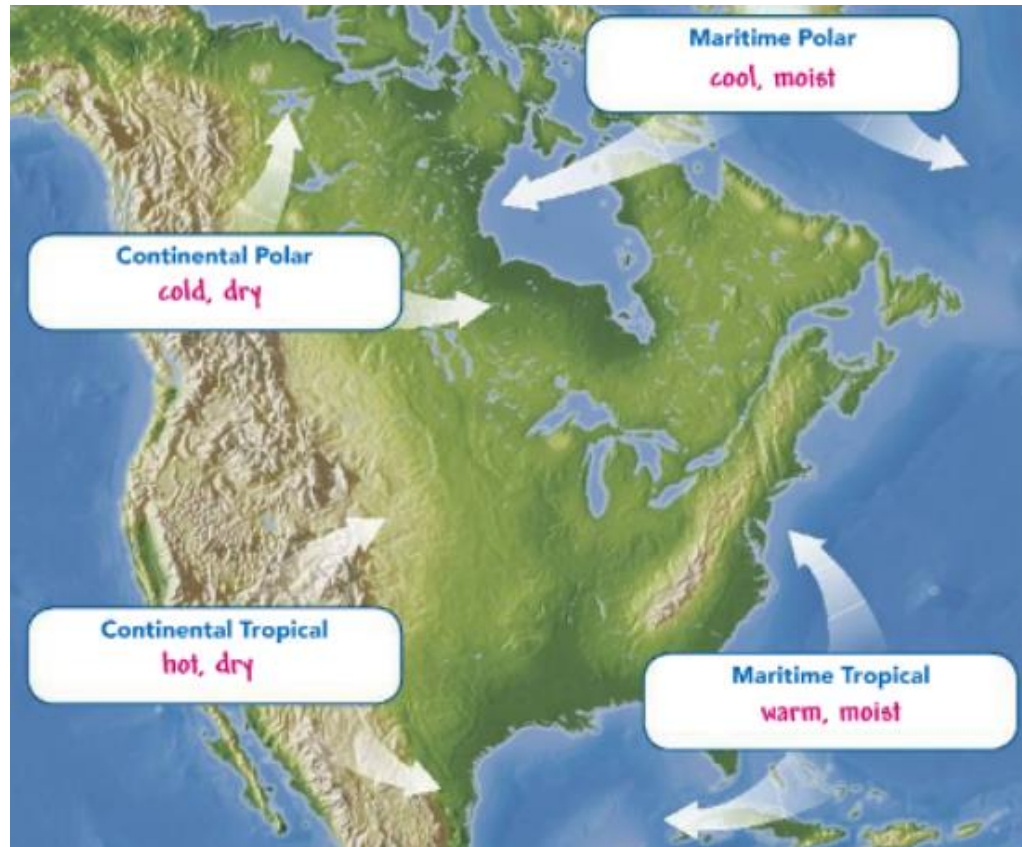 Maritime Polar
cool, moist
Continental Polar
cold, dry
Continental Tropical
hot, dry
Maritime Tropical
warm, moist